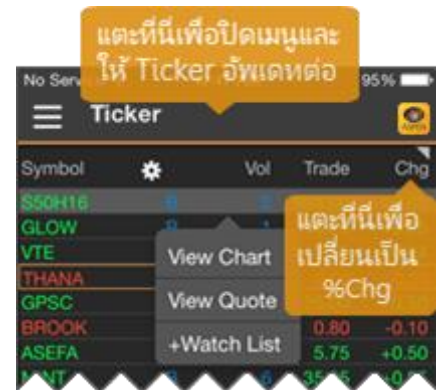 แตะที่นี่เพื่อปิดเมนูและ
ให้ Ticker อัพเดทต่อ
No Serv 95%
Ticker
Symbol Vol Trade Chg
S50H16
GLOW
VTE
THANA
GPSC
BROOK 0.80 -0.10
ASEFA 5.75 +0.50
MNT 6
แตะที่นี่เพื่อ
เปลี่ยนเป็น
%Chg
View Chart
View Quote
+Watch List